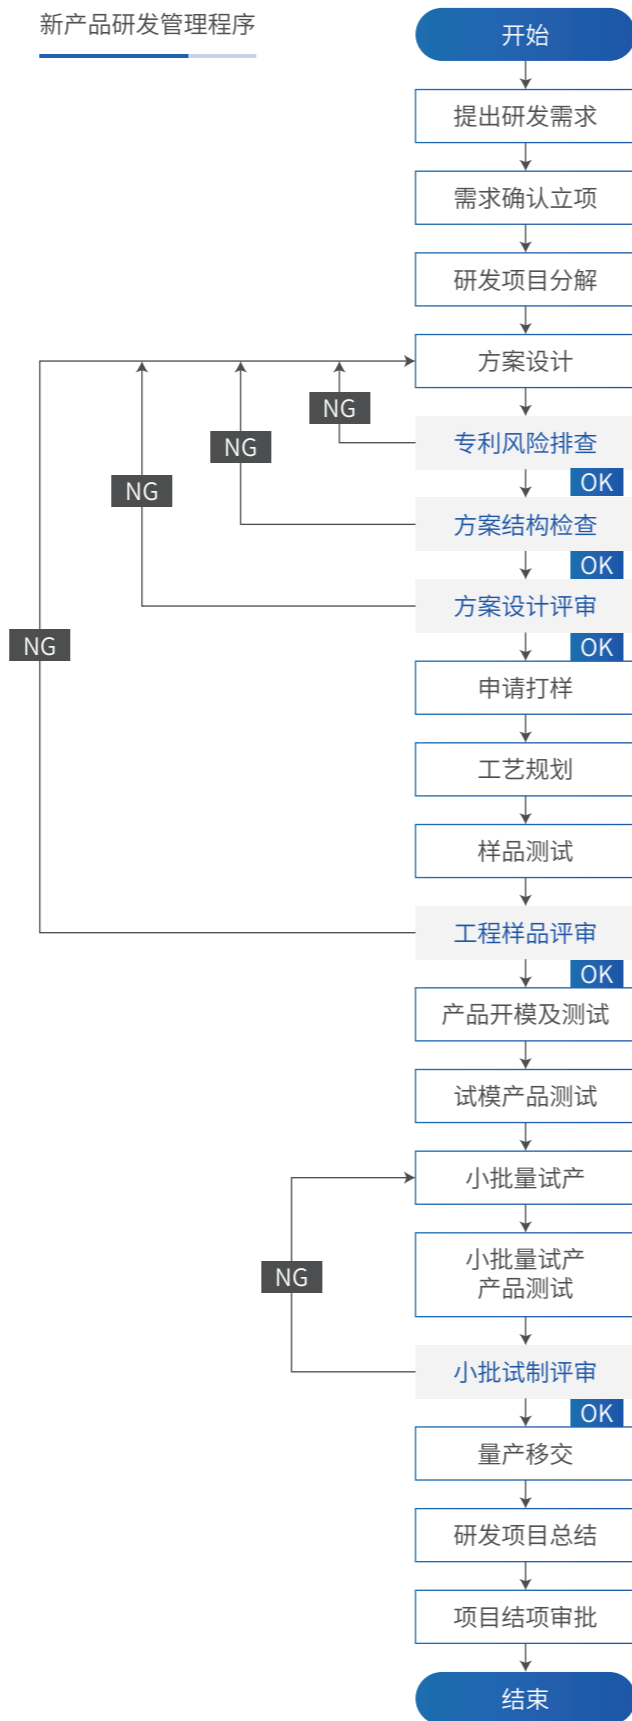 新产品研发管理程序
开始
提出研发需求
需求确认立项
研发项目分解
方案设计
NG
专利风险排查
OK
NG
方案结构检查
OK
NG
方案设计评审
OK
NG
申请打样
工艺规划
样品测试
工程样品评审
OK
产品开模及测试
试模产品测试
小批量试产
小批量试产
产品测试
NG
小批试制评审
OK
量产移交
研发项目总结
项目结项审批
结束